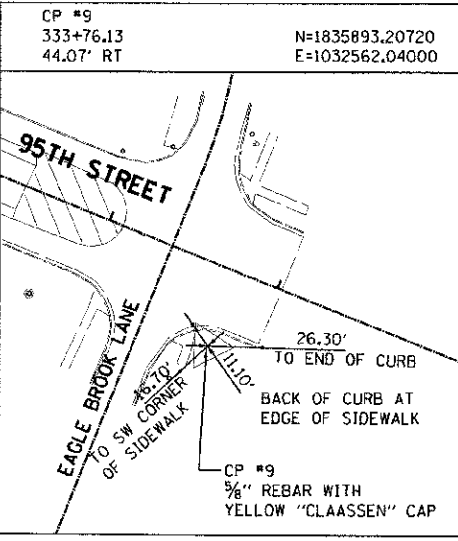 CP #9
333+76.13
44.07' RT
N=1835893.20720
E=1032562.04000
95TH STREET
EAGLE BROOK LANE
16.70'
TO SW CORNER
OF SIDEWALK
11.10'
BACK OF CURB AT
EDGE OF SIDEWALK
26.30'
TO END OF CURB
CP #9
5/8" REBAR WITH
YELLOW "CLAASSEN" CAP